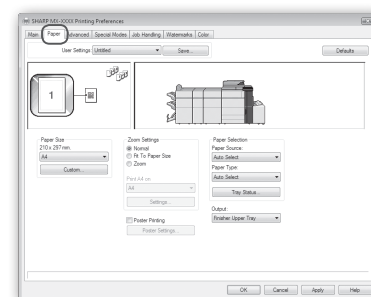 SHARP MX-XXXX Printing Preferences
Main Paper Advanced Special Modes Job Handling Watermarks Color
User Settings: Untitled Save... Defaults
1
Paper Size
210 x 297 mm.
A4
Custom...
Zoom Settings
Normal
Fit To Paper Size
Zoom
Print A4 on
A4
Settings...
Poster Printing
Poster Settings...
Paper Selection
Paper Source:
Auto Select
Paper Type:
Auto Select
Tray Status...
Output:
Finisher Upper Tray
OK Cancel Apply Help